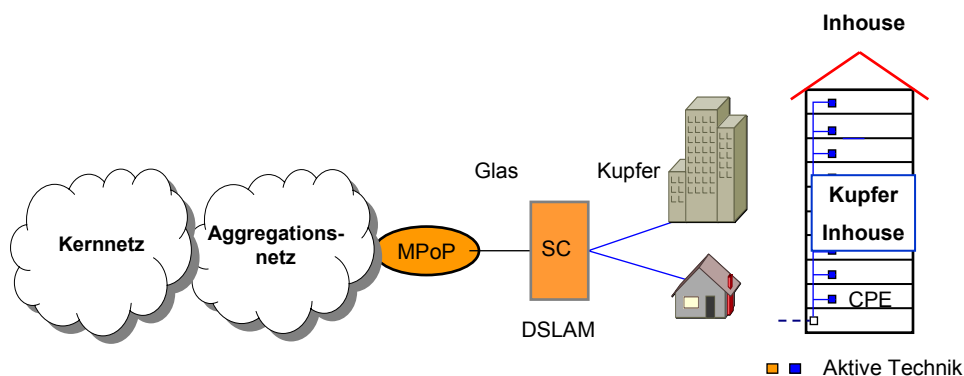 Inhouse
Glas
Kupfer
Kernnetz
Aggregations-
netz
MPoP
SC
DSLAM
Kupfer
Inhouse
CPE
Aktive Technik